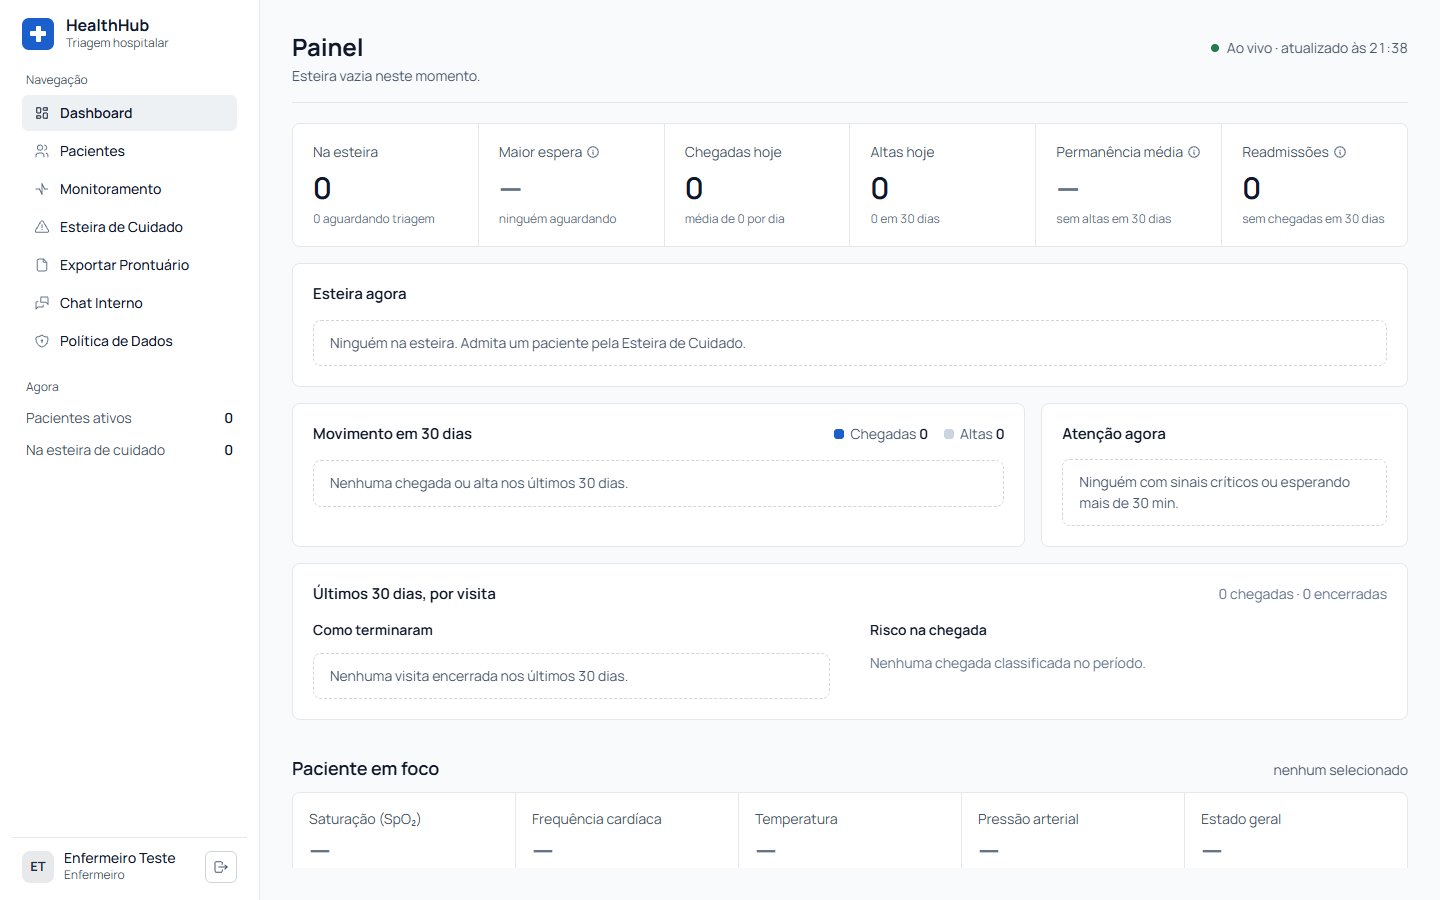 HealthHub
Triagem hospitalar
Navegação
Dashboard
Pacientes
Monitoramento
Esteira de Cuidado
Exportar Prontuário
Chat Interno
Política de Dados
Agora
Pacientes ativos 0
Na esteira de cuidado 0
ET
Enfermeiro Teste
Enfermeiro
Painel
Esteira vazia neste momento.
Ao vivo · atualizado às 21:38
Na esteira
0
0 aguardando triagem
Maior espera
—
ninguém aguardando
Chegadas hoje
0
média de 0 por dia
Altas hoje
0
0 em 30 dias
Permanência média
—
sem altas em 30 dias
Readmissões
0
sem chegadas em 30 dias
Esteira agora
Ninguém na esteira. Admita um paciente pela Esteira de Cuidado.
Movimento em 30 dias
Chegadas 0 Altas 0
Nenhuma chegada ou alta nos últimos 30 dias.
Atenção agora
Ninguém com sinais críticos ou esperando
mais de 30 min.
Últimos 30 dias, por visita
0 chegadas · 0 encerradas
Como terminaram
Nenhuma visita encerrada nos últimos 30 dias.
Risco na chegada
Nenhuma chegada classificada no período.
Paciente em foco
nenhum selecionado
Saturação (SpO₂)
—
Frequência cardíaca
—
Temperatura
—
Pressão arterial
—
Estado geral
—